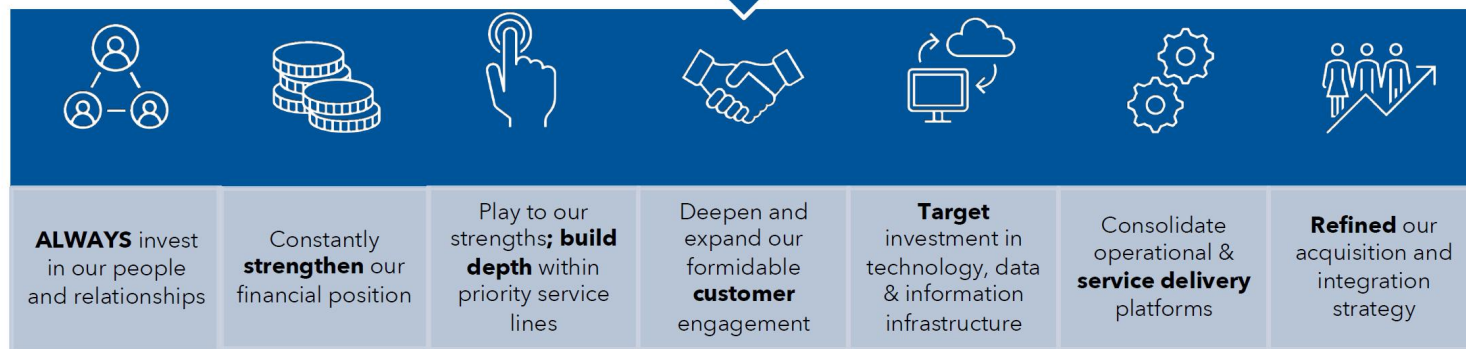 ALWAYS invest
in our people
and relationships
Constantly
strengthen our
financial position
Play to our
strengths; build
depth within
priority service
lines
Deepen and
expand our
formidable
customer
engagement
Target
investment in
technology, data
& information
infrastructure
Consolidate
operational &
service delivery
platforms
Refined our
acquisition and
integration
strategy